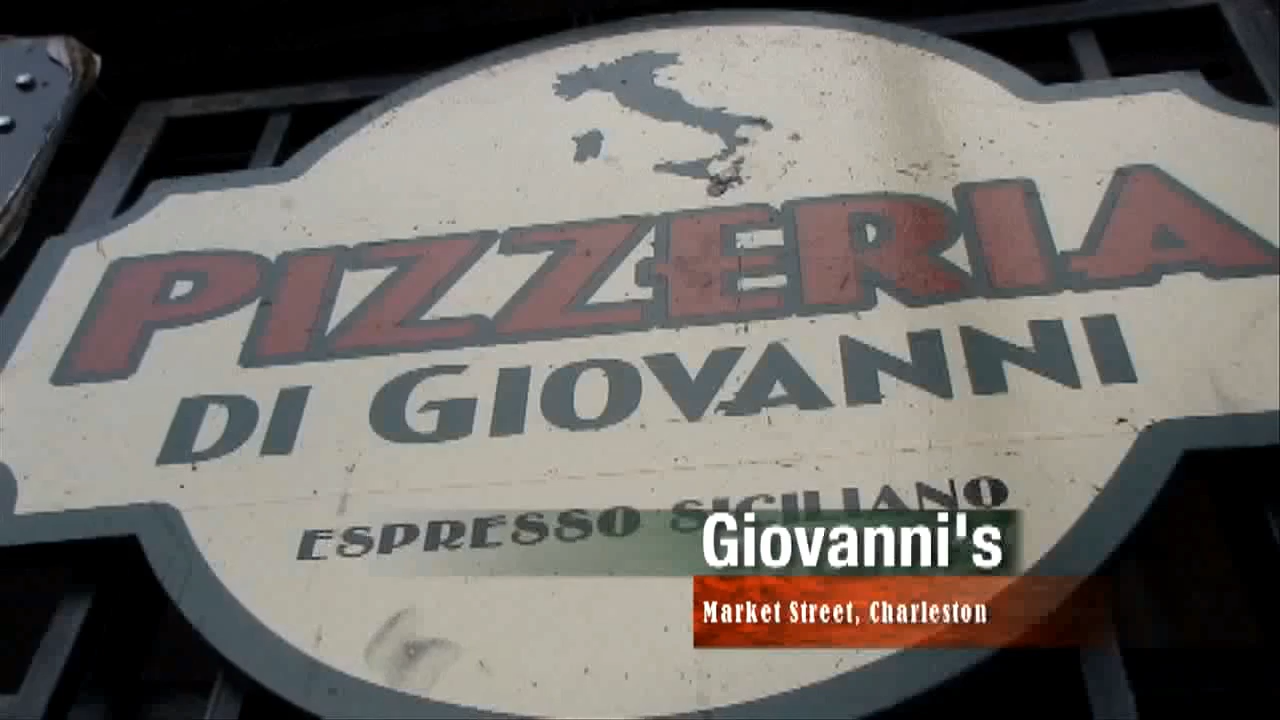 PIZZERIA
DI GIOVANNI
ESPRESSO SICILIANO
Giovanni's
Market Street, Charleston